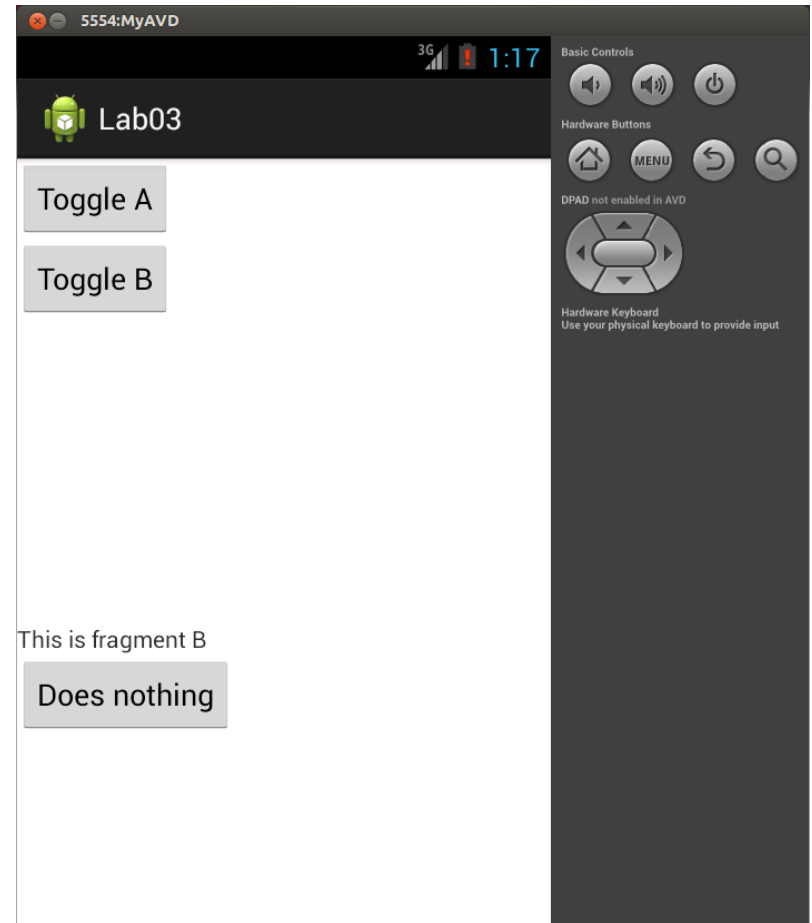 5554:MyAVD
3G 1:17
Lab03
Toggle A
Toggle B
This is fragment B
Does nothing
Basic Controls
Hardware Buttons
MENU
DPAD not enabled in AVD
Hardware Keyboard
Use your physical keyboard to provide input